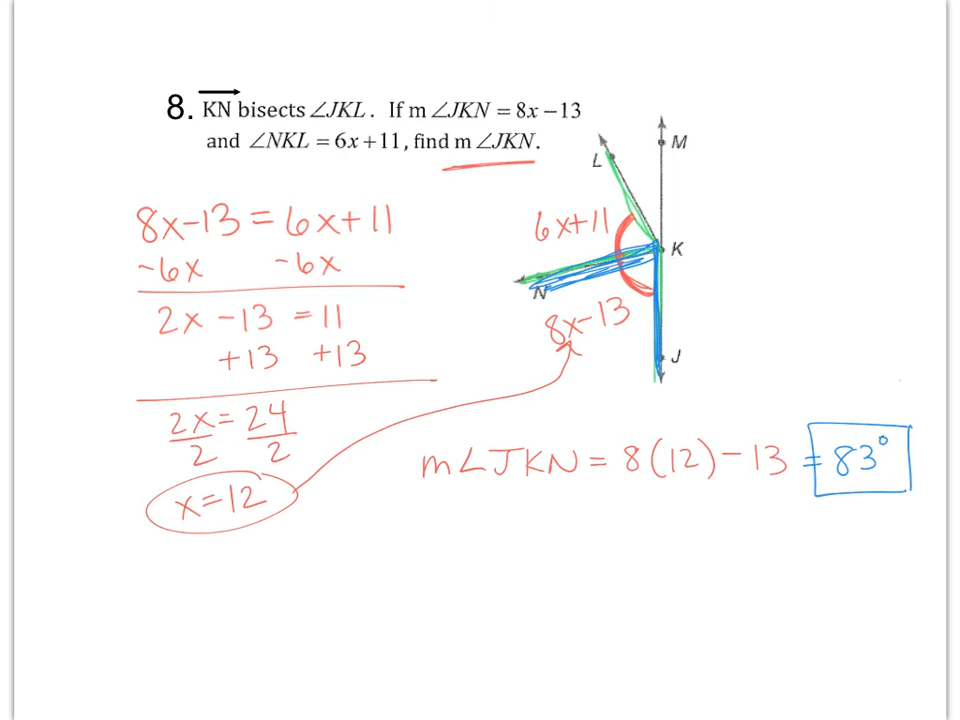 8. KN bisects ∠JKL. If m ∠JKN = 8x − 13
and ∠NKL = 6x + 11, find m ∠JKN.
M
L
8x-13 = 6x+11
6x+11
K
-6x -6x
N
2x -13 = 11
8x-13
+13 +13
J
2x = 24
2 2
m∠JKN = 8(12) - 13 = 83°
x=12